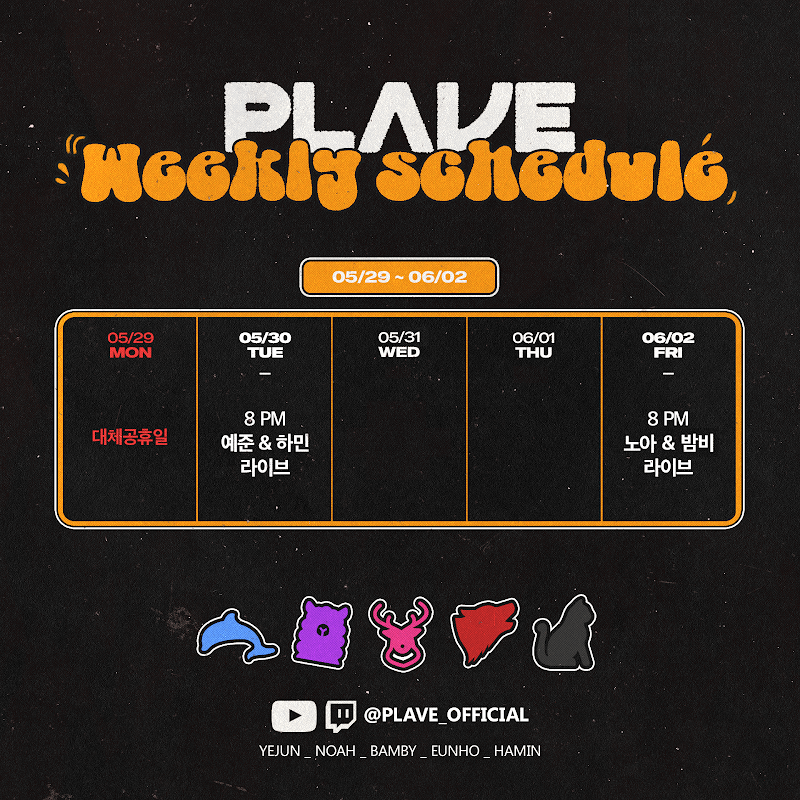 PLAVE
Weekly schedule
05/29 ~ 06/02
05/29
MON
대체공휴일
05/30
TUE
–
8 PM
예준 & 하민
라이브
05/31
WED
06/01
THU
06/02
FRI
–
8 PM
노아 & 밤비
라이브
@PLAVE_OFFICIAL
YEJUN _ NOAH _ BAMBY _ EUNHO _ HAMIN